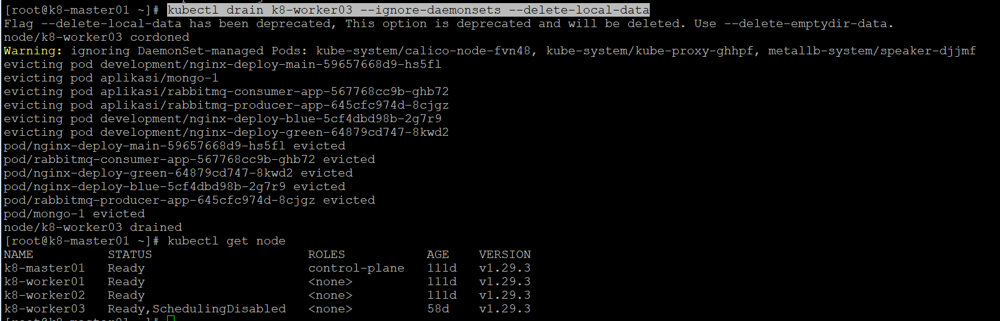 [root@k8-master01 ~]# kubectl drain k8-worker03 --ignore-daemonsets --delete-local-data
Flag --delete-local-data has been deprecated, This option is deprecated and will be deleted. Use --delete-emptydir-data.
node/k8-worker03 cordoned
Warning: ignoring DaemonSet-managed Pods: kube-system/calico-node-fvn48, kube-system/kube-proxy-ghhpf, metallb-system/speaker-djjmf
evicting pod development/nginx-deploy-main-59657668d9-hs5fl
evicting pod aplikasi/mongo-1
evicting pod aplikasi/rabbitmq-consumer-app-567768cc9b-ghb72
evicting pod aplikasi/rabbitmq-producer-app-645cfc974d-8cjgz
evicting pod development/nginx-deploy-blue-5cf4dbd98b-2g7r9
evicting pod development/nginx-deploy-green-64879cd747-8kwd2
pod/nginx-deploy-main-59657668d9-hs5fl evicted
pod/rabbitmq-consumer-app-567768cc9b-ghb72 evicted
pod/nginx-deploy-green-64879cd747-8kwd2 evicted
pod/nginx-deploy-blue-5cf4dbd98b-2g7r9 evicted
pod/rabbitmq-producer-app-645cfc974d-8cjgz evicted
pod/mongo-1 evicted
node/k8-worker03 drained
[root@k8-master01 ~]# kubectl get node
NAME STATUS ROLES AGE VERSION
k8-master01 Ready control-plane 111d v1.29.3
k8-worker01 Ready <none> 111d v1.29.3
k8-worker02 Ready <none> 111d v1.29.3
k8-worker03 Ready,SchedulingDisabled <none> 58d v1.29.3
[root@k8-master01 ~]#